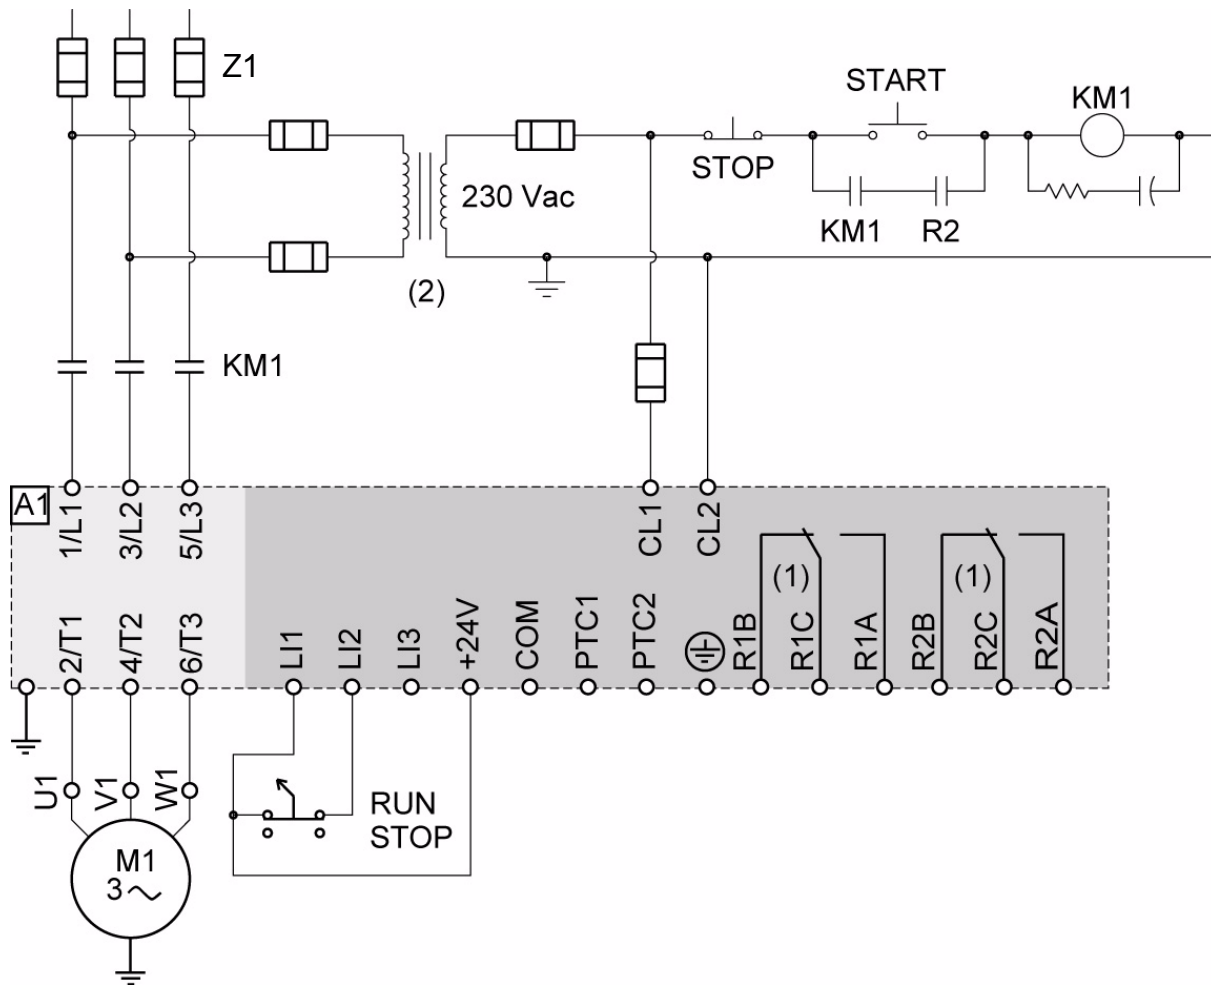 Z1
START
KM1
STOP
230 Vac
KM1
R2
(2)
KM1
A1
1/L1
3/L2
5/L3
CL1
CL2
(1)
(1)
2/T1
4/T2
6/T3
LI1
LI2
LI3
+24V
COM
PTC1
PTC2
R1B
R1C
R1A
R2B
R2C
R2A
U1
V1
W1
RUN
STOP
M1
3